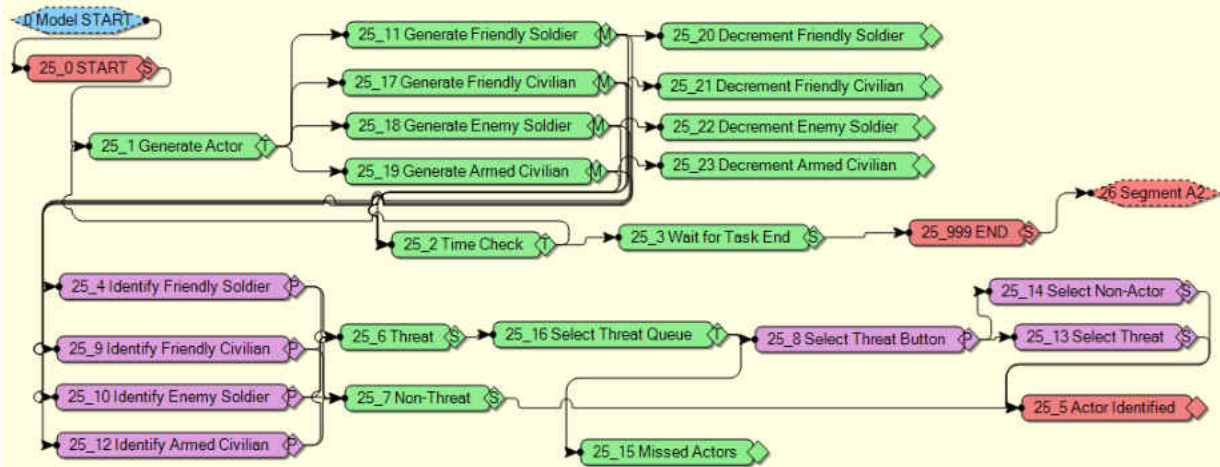 0 Model START
25_0 START S
25_1 Generate Actor T
25_11 Generate Friendly Soldier M
25_17 Generate Friendly Civilian M
25_18 Generate Enemy Soldier M
25_19 Generate Armed Civilian M
25_20 Decrement Friendly Soldier
25_21 Decrement Friendly Civilian
25_22 Decrement Enemy Soldier
25_23 Decrement Armed Civilian
25_2 Time Check T
25_3 Wait for Task End S
25_999 END S
26 Segment A2
25_4 Identify Friendly Soldier P
25_9 Identify Friendly Civilian P
25_10 Identify Enemy Soldier P
25_12 Identify Armed Civilian P
25_6 Threat S
25_7 Non-Threat S
25_16 Select Threat Queue T
25_8 Select Threat Button P
25_14 Select Non-Actor S
25_13 Select Threat S
25_5 Actor Identified
25_15 Missed Actors